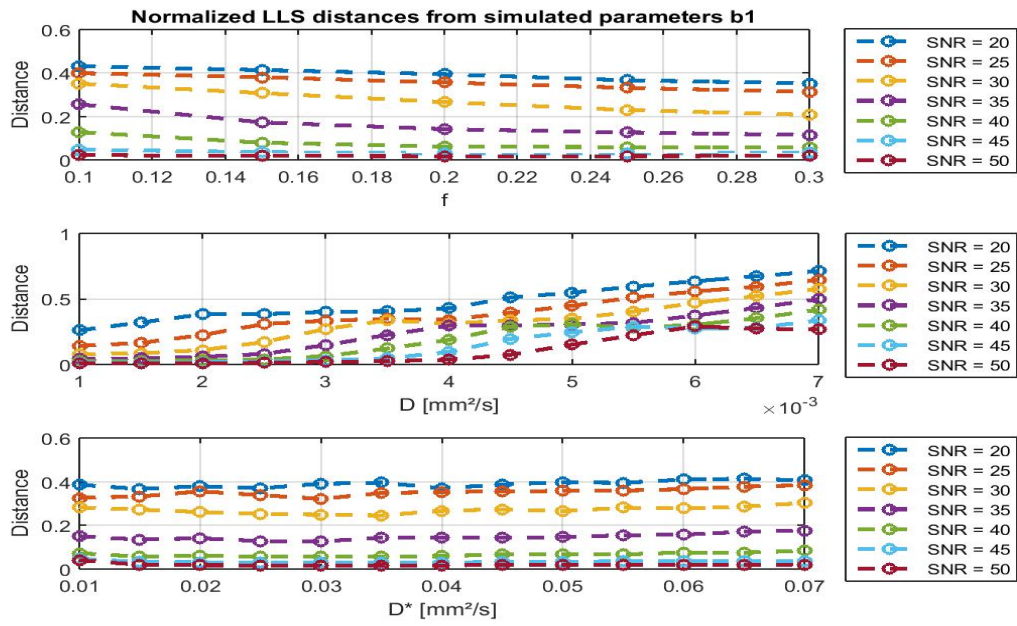 Normalized LLS distances from simulated parameters b1
0.6
0.4
0.2
0
Distance
0.1 0.12 0.14 0.16 0.18 0.2 0.22 0.24 0.26 0.28 0.3
f
SNR = 20
SNR = 25
SNR = 30
SNR = 35
SNR = 40
SNR = 45
SNR = 50
1
0.5
0
Distance
1 2 3 4 5 6 7
D [mm²/s]
×10⁻³
SNR = 20
SNR = 25
SNR = 30
SNR = 35
SNR = 40
SNR = 45
SNR = 50
0.6
0.4
0.2
0
Distance
0.01 0.02 0.03 0.04 0.05 0.06 0.07
D* [mm²/s]
SNR = 20
SNR = 25
SNR = 30
SNR = 35
SNR = 40
SNR = 45
SNR = 50